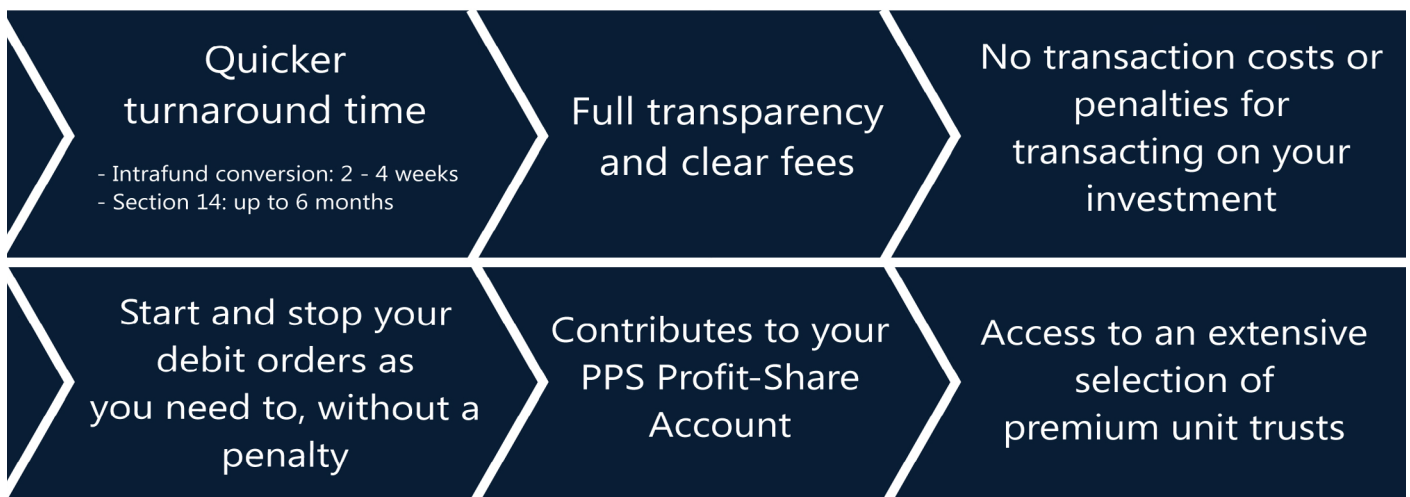 Quicker
turnaround time
- Intrafund conversion: 2 - 4 weeks
- Section 14: up to 6 months
Full transparency
and clear fees
No transaction costs or
penalties for
transacting on your
investment
Start and stop your
debit orders as
you need to, without a
penalty
Contributes to your
PPS Profit-Share
Account
Access to an extensive
selection of
premium unit trusts